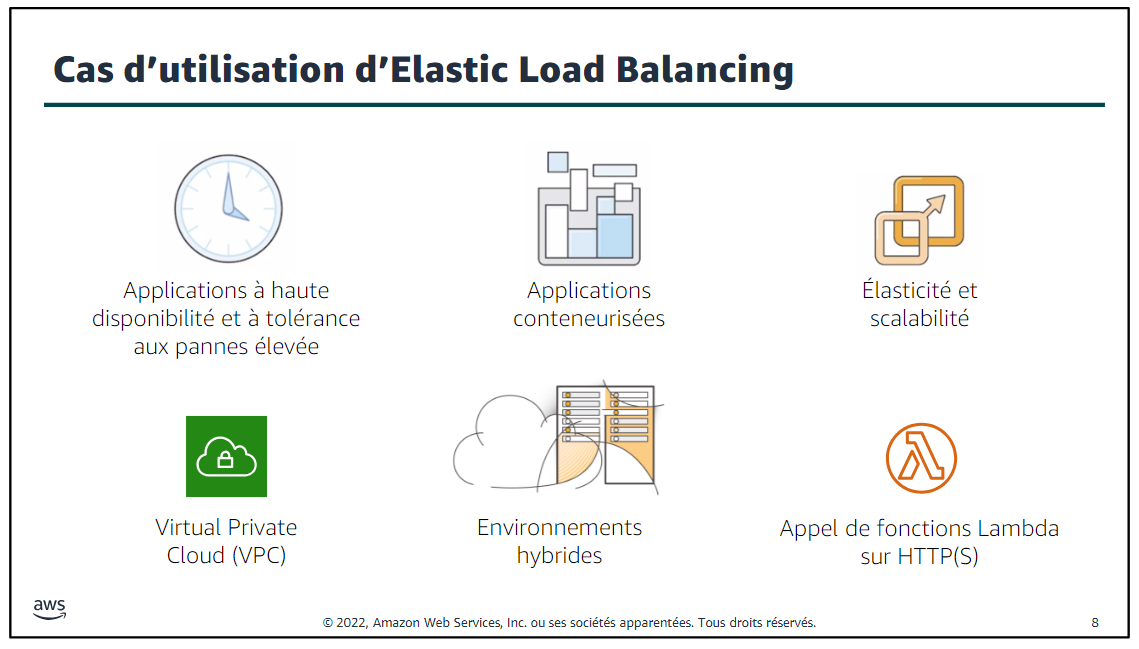 Cas d’utilisation d’Elastic Load Balancing
Applications à haute
disponibilité et à tolérance
aux pannes élevée
Applications
conteneurisées
Élasticité et
scalabilité
Virtual Private
Cloud (VPC)
Environnements
hybrides
Appel de fonctions Lambda
sur HTTP(S)
aws
© 2022, Amazon Web Services, Inc. ou ses sociétés apparentées. Tous droits réservés.
8